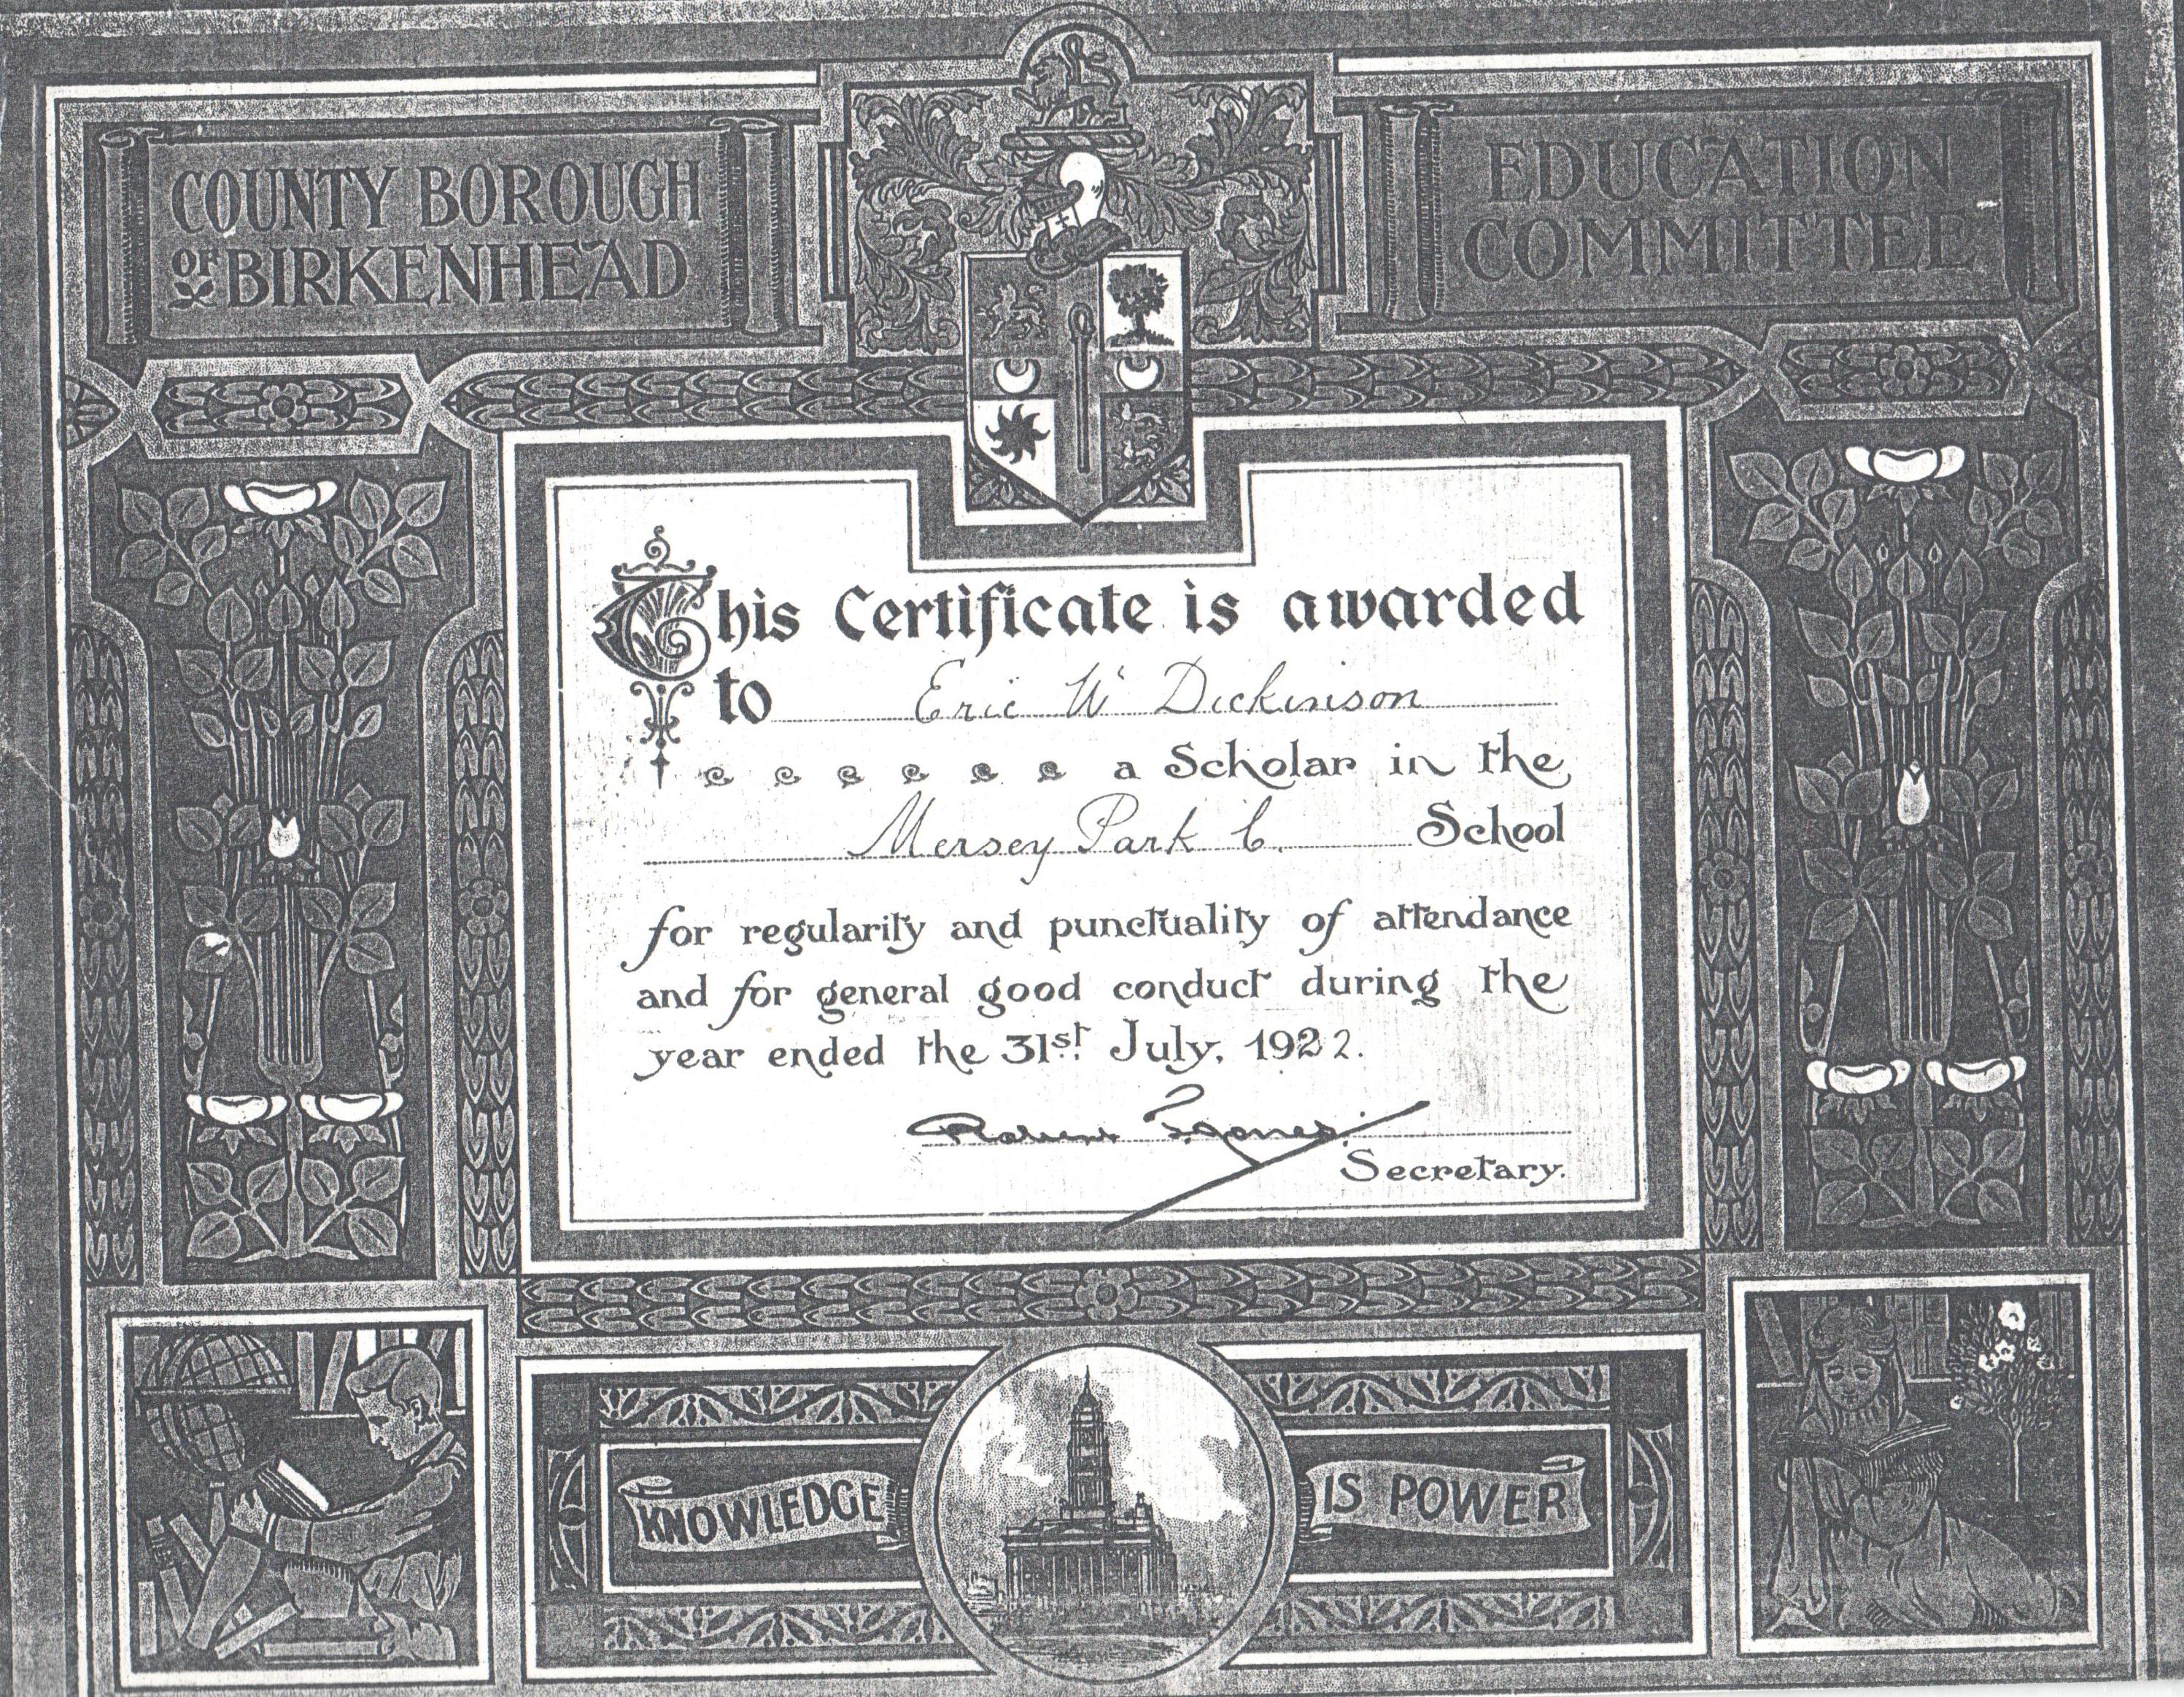 COUNTY BOROUGH
OF BIRKENHEAD
EDUCATION
COMMITTEE
This Certificate is awarded
to Eric W Dickinson
a Scholar in the
Mersey Park C. School
for regularity and punctuality of attendance
and for general good conduct during the
year ended the 31st July, 1922.
Robert T. Jones.
Secretary.
KNOWLEDGE IS POWER